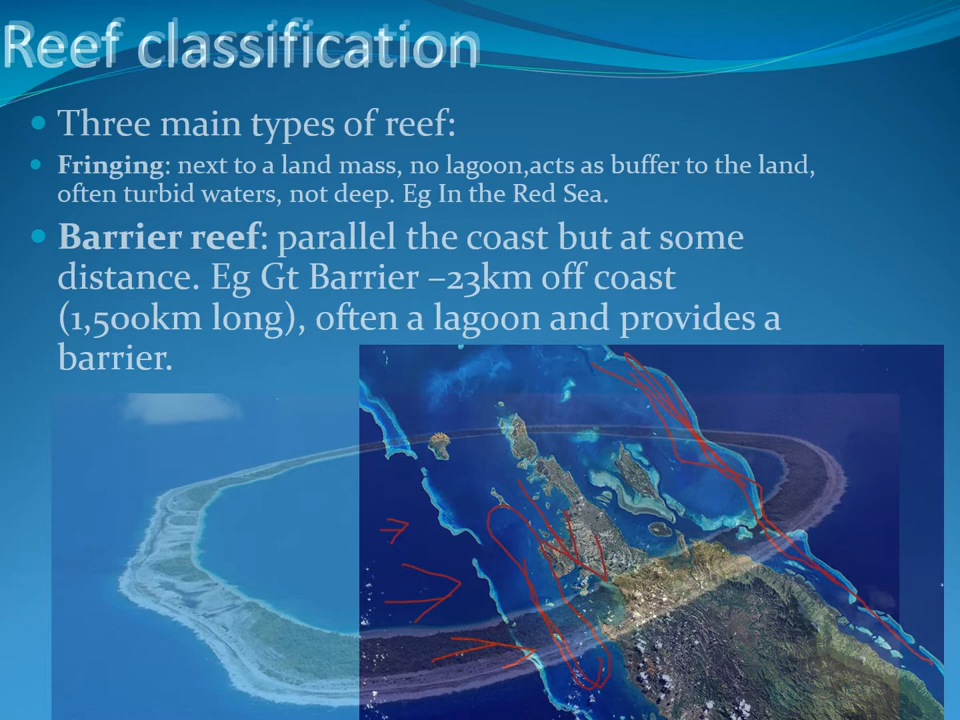 Reef classification
Three main types of reef:
Fringing: next to a land mass, no lagoon,acts as buffer to the land,
often turbid waters, not deep. Eg In the Red Sea.
Barrier reef: parallel the coast but at some
distance. Eg Gt Barrier –23km off coast
(1,500km long), often a lagoon and provides a
barrier.